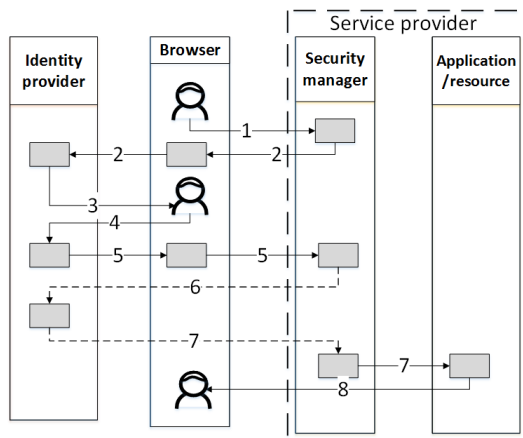 Service provider
Identity
provider
Browser
Security
manager
Application
/resource
1
2
2
3
4
5
5
6
7
7
8